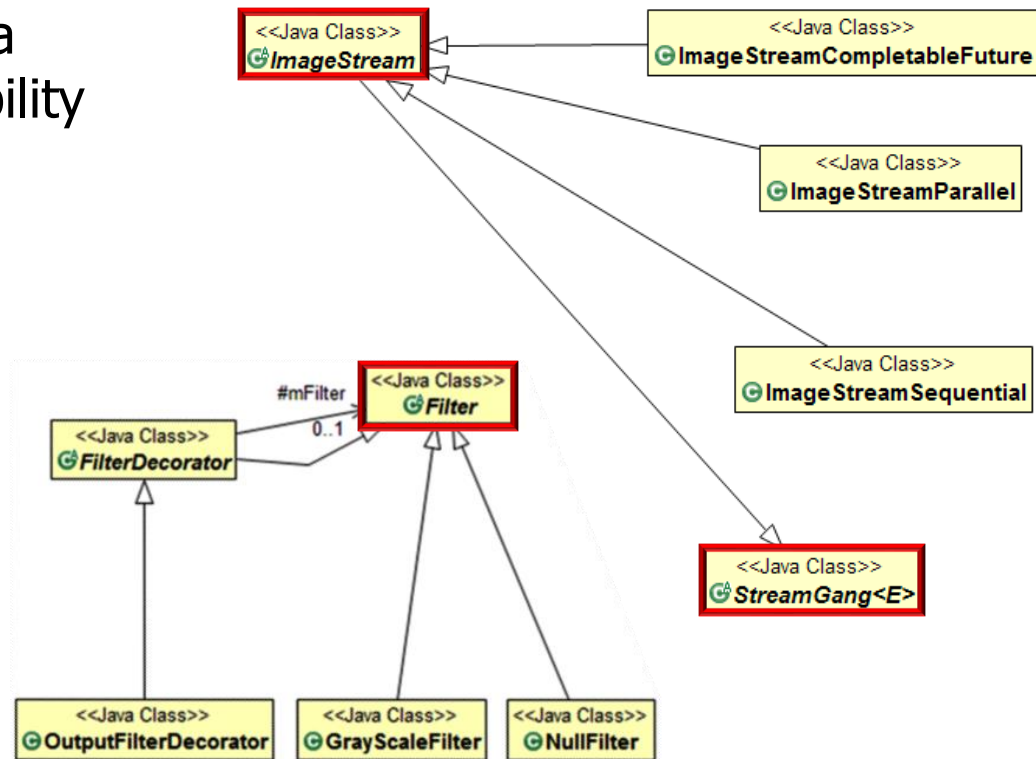 a
bility
<<Java Class>>
ImageStream
<<Java Class>>
ImageStreamCompletableFuture
<<Java Class>>
ImageStreamParallel
<<Java Class>>
ImageStreamSequential
<<Java Class>>
StreamGang<E>
<<Java Class>>
Filter
#mFilter
0..1
<<Java Class>>
FilterDecorator
<<Java Class>>
OutputFilterDecorator
<<Java Class>>
GrayScaleFilter
<<Java Class>>
NullFilter